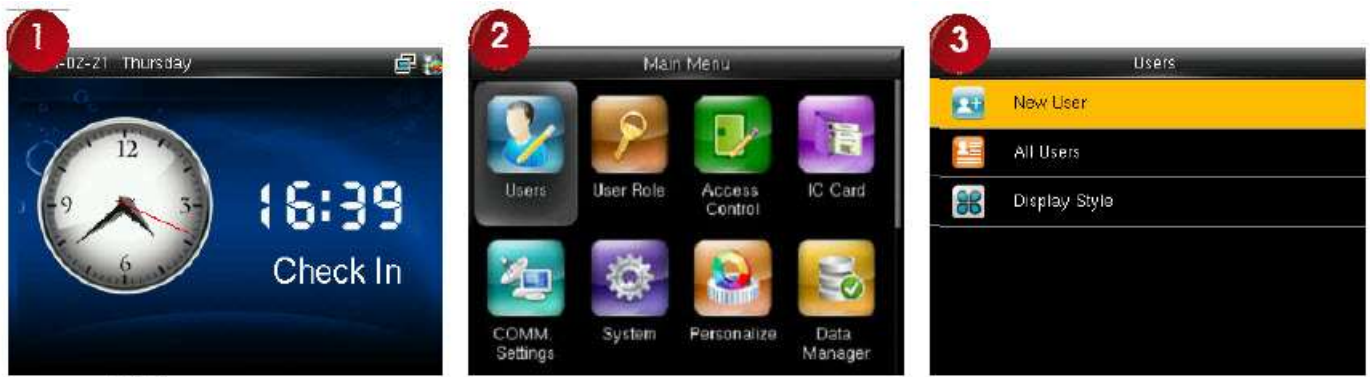 1
-02-21 Thursday
12
9
3
6
16:39
Check In
2
Main Menu
Users
User Role
Access
Control
IC Card
COMM.
Settings
System
Personalize
Data
Manager
3
Users
New User
All Users
Display Style